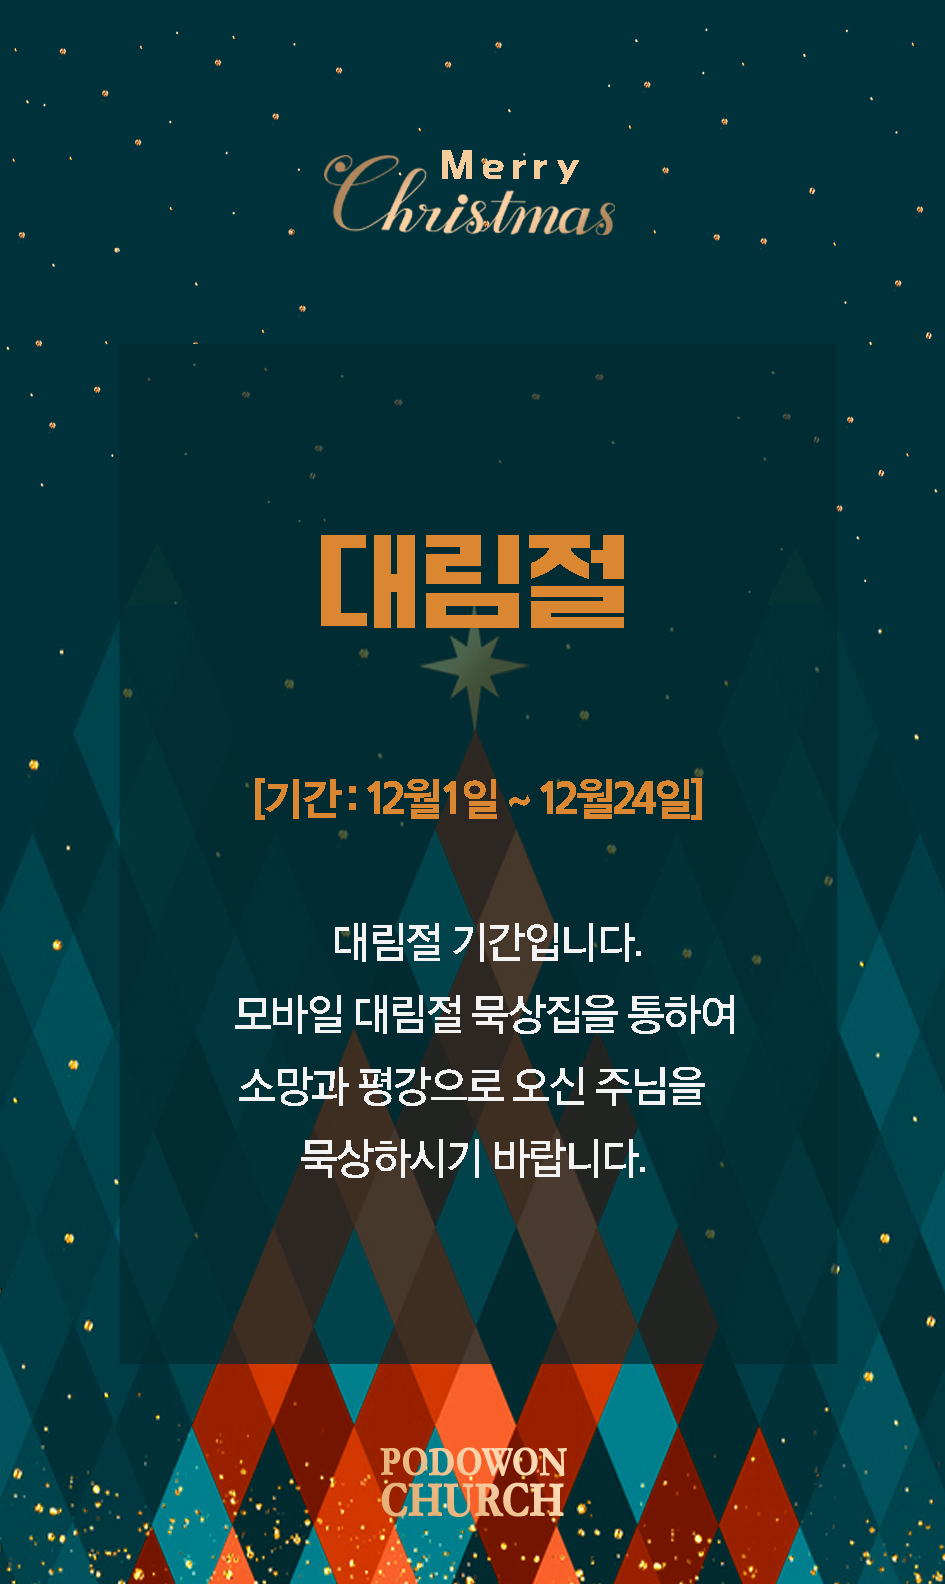 Merry
Christmas
대림절
[기간 : 12월1일 ~ 12월24일]
대림절 기간입니다.
모바일 대림절 묵상집을 통하여
소망과 평강으로 오신 주님을
묵상하시기 바랍니다.
PODOWON
CHURCH